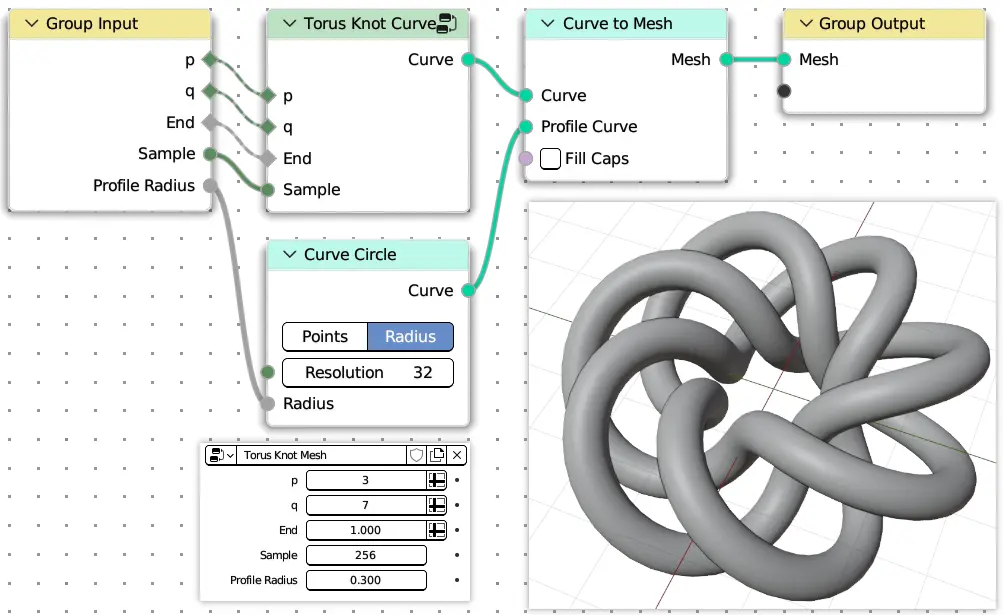 Group Input
p
q
End
Sample
Profile Radius
Torus Knot Curve
Curve
p
q
End
Sample
Curve Circle
Curve
Points Radius
Resolution 32
Radius
Curve to Mesh
Mesh
Curve
Profile Curve
Fill Caps
Group Output
Mesh
Torus Knot Mesh
p 3
q 7
End 1.000
Sample 256
Profile Radius 0.300